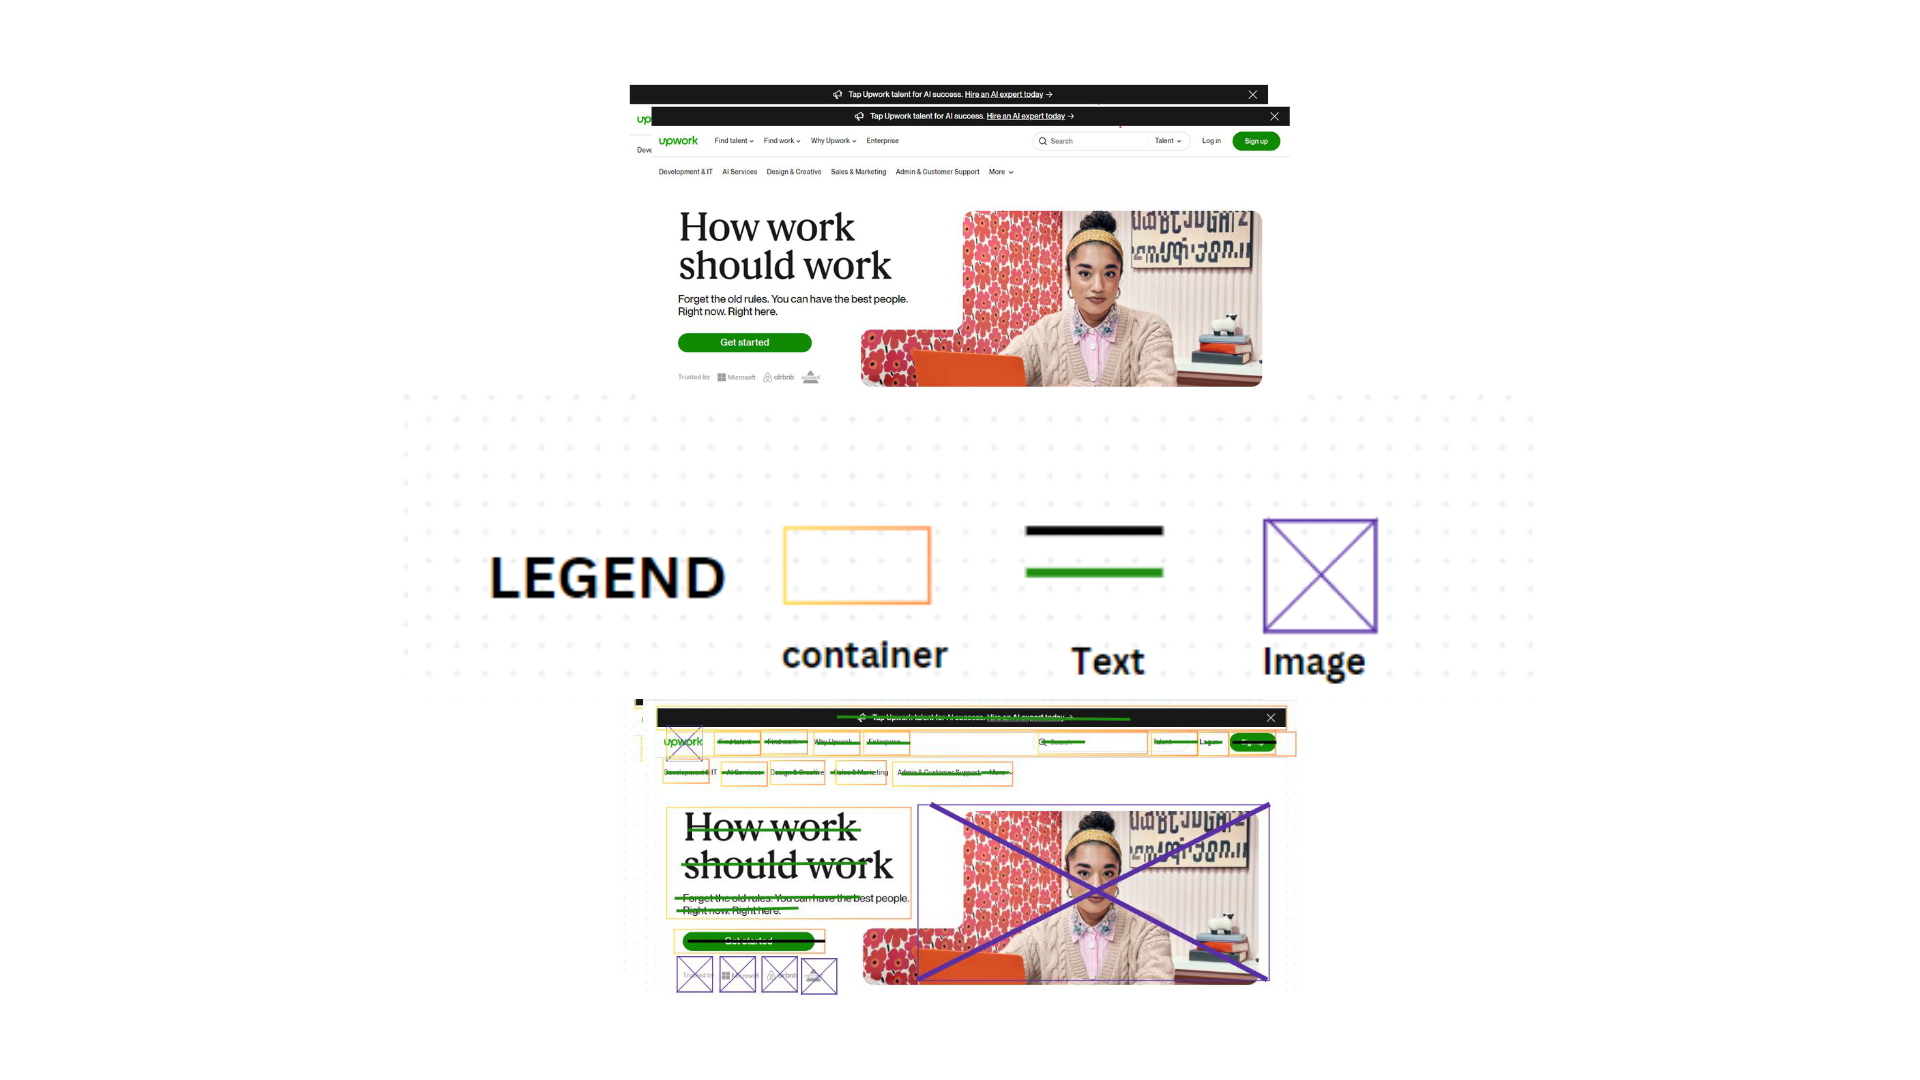 Tap Upwork talent for AI success. Hire an AI expert today →
up
Deve
Tap Upwork talent for AI success. Hire an AI expert today →
upwork Find talent Find work Why Upwork Enterprise Search Talent Log in Sign up
Development & IT AI Services Design & Creative Sales & Marketing Admin & Customer Support More
How work
should work
Forget the old rules. You can have the best people.
Right now. Right here.
Get started
Trusted by Microsoft airbnb
LEGEND
container Text Image
Tap Upwork talent for AI success. Hire an AI expert today →
upwork Find talent Find work Why Upwork Enterprise Search Talent Log in Sign up
Development & IT AI Services Design & Creative Sales & Marketing Admin & Customer Support More
How work
should work
Forget the old rules. You can have the best people.
Right now. Right here.
Get started
Trusted by Microsoft airbnb